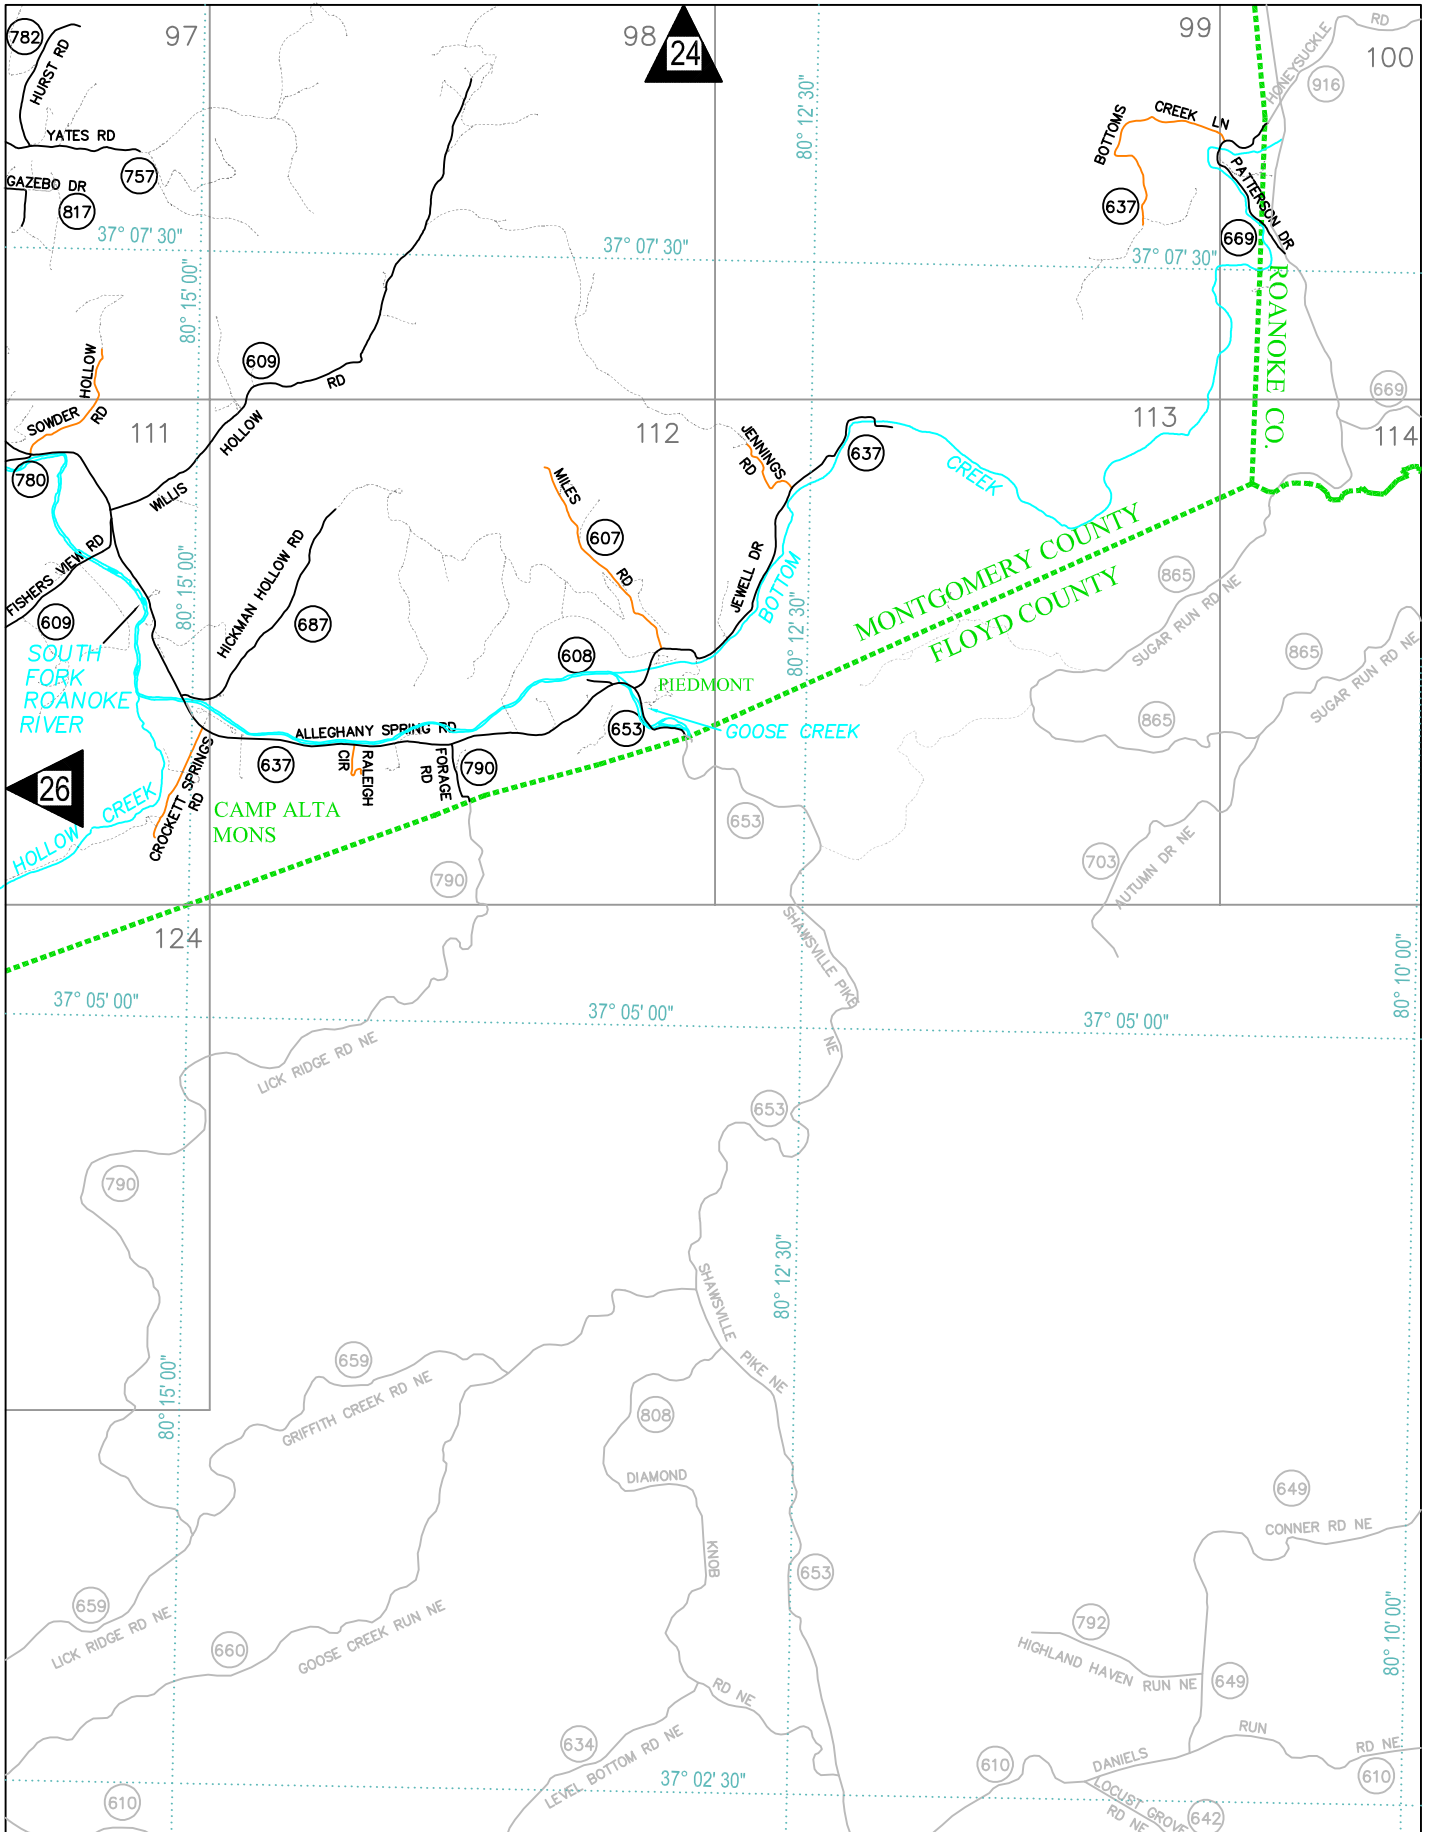 97
98
24
99
100
782
HURST RD
YATES RD
757
GAZEBO DR
817
37° 07' 30"
80° 15' 00"
37° 07' 30"
80° 12' 30"
HONEYSUCKLE RD
916
BOTTOMS CREEK LN
637
PATTERSON DR
669
37° 07' 30"
ROANOKE CO.
669
609
WILLIS HOLLOW RD
SOWDER HOLLOW RD
111
112
113
114
780
JENNINGS RD
637
CREEK
MILES RD
607
HICKMAN HOLLOW RD
687
FISHERS VIEW RD
609
80° 15' 00"
JEWELL DR
BOTTOM
80° 12' 30"
MONTGOMERY COUNTY
FLOYD COUNTY
865
SUGAR RUN RD NE
865
SUGAR RUN RD NE
865
SOUTH
FORK
ROANOKE
RIVER
608
PIEDMONT
653
GOOSE CREEK
ALLEGHANY SPRING RD
637
RALEIGH
CIR
FORAGE
RD
790
26
HOLLOW CREEK
CROCKETT SPRINGS
RD
CAMP ALTA
MONS
653
790
703
AUTUMN DR NE
124
SHAWSVILLE PIKE NE
80° 10' 00"
37° 05' 00"
37° 05' 00"
37° 05' 00"
LICK RIDGE RD NE
653
790
80° 12' 30"
SHAWSVILLE PIKE NE
659
GRIFFITH CREEK RD NE
80° 15' 00"
808
DIAMOND KNOB RD NE
649
CONNER RD NE
653
659
LICK RIDGE RD NE
660
GOOSE CREEK RUN NE
792
HIGHLAND HAVEN RUN NE
649
80° 10' 00"
634
LEVEL BOTTOM RD NE
37° 02' 30"
610
DANIELS RUN RD NE
610
LOCUST GROVE
RD NE
642
610